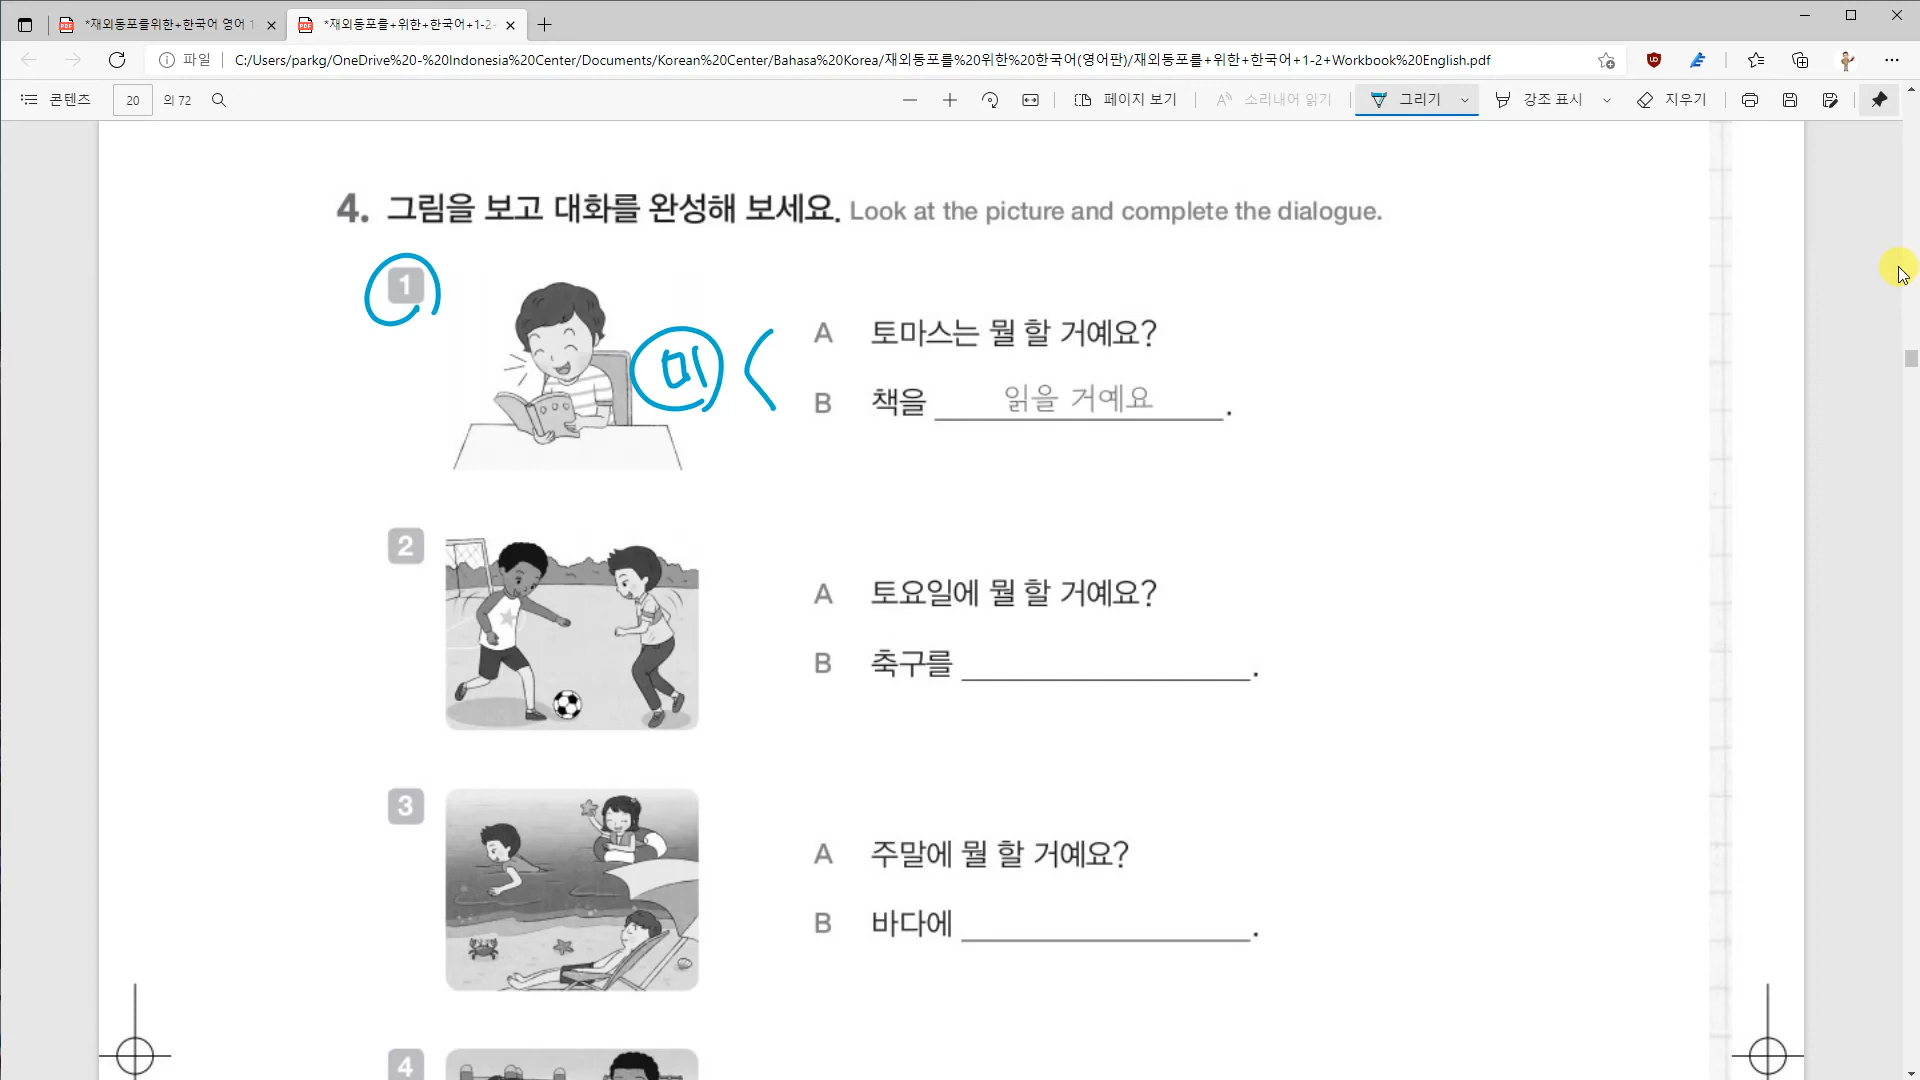 *재외동포를위한+한국어 영어 1
*재외동포를+위한+한국어+1-2-
파일
C:/Users/parkg/OneDrive%20-%20Indonesia%20Center/Documents/Korean%20Center/Bahasa%20Korea/재외동포를%20위한%20한국어(영어판)/재외동포를+위한+한국어+1-2+Workbook%20English.pdf
콘텐츠 20 의 72 페이지 보기 소리내어 읽기 그리기 강조 표시 지우기
4. 그림을 보고 대화를 완성해 보세요. Look at the picture and complete the dialogue.
1
미
A 토마스는 뭘 할 거예요?
B 책을 읽을 거예요.
2
A 토요일에 뭘 할 거예요?
B 축구를 .
3
A 주말에 뭘 할 거예요?
B 바다에 .
4